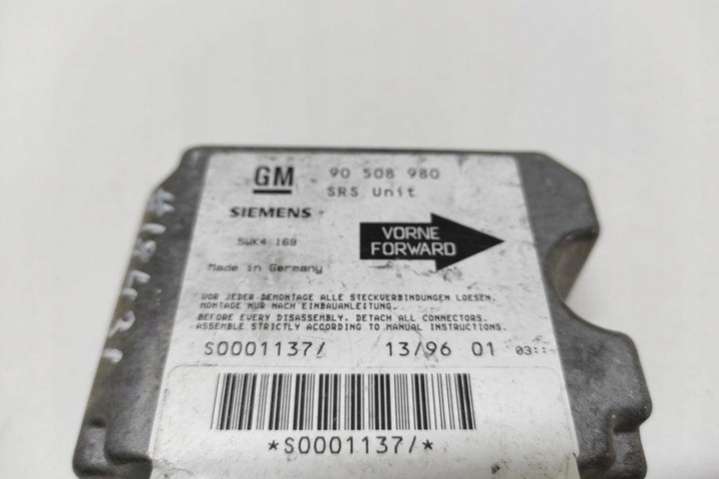 GM 90 508 980
SRS Unit
SIEMENS
5WK4 169
VORNE
FORWARD
Made in Germany
VOR JEDER DEMONTAGE ALLE STECKVERBINDUNGEN LOESEN.
MONTAGE NUR NACH EINBAUANLEITUNG.
BEFORE EVERY DISASSEMBLY, DETACH ALL CONNECTORS.
ASSEMBLE STRICTLY ACCORDING TO MANUAL INSTRUCTIONS.
S0001137/ 13/96 01 03::
*S0001137/*